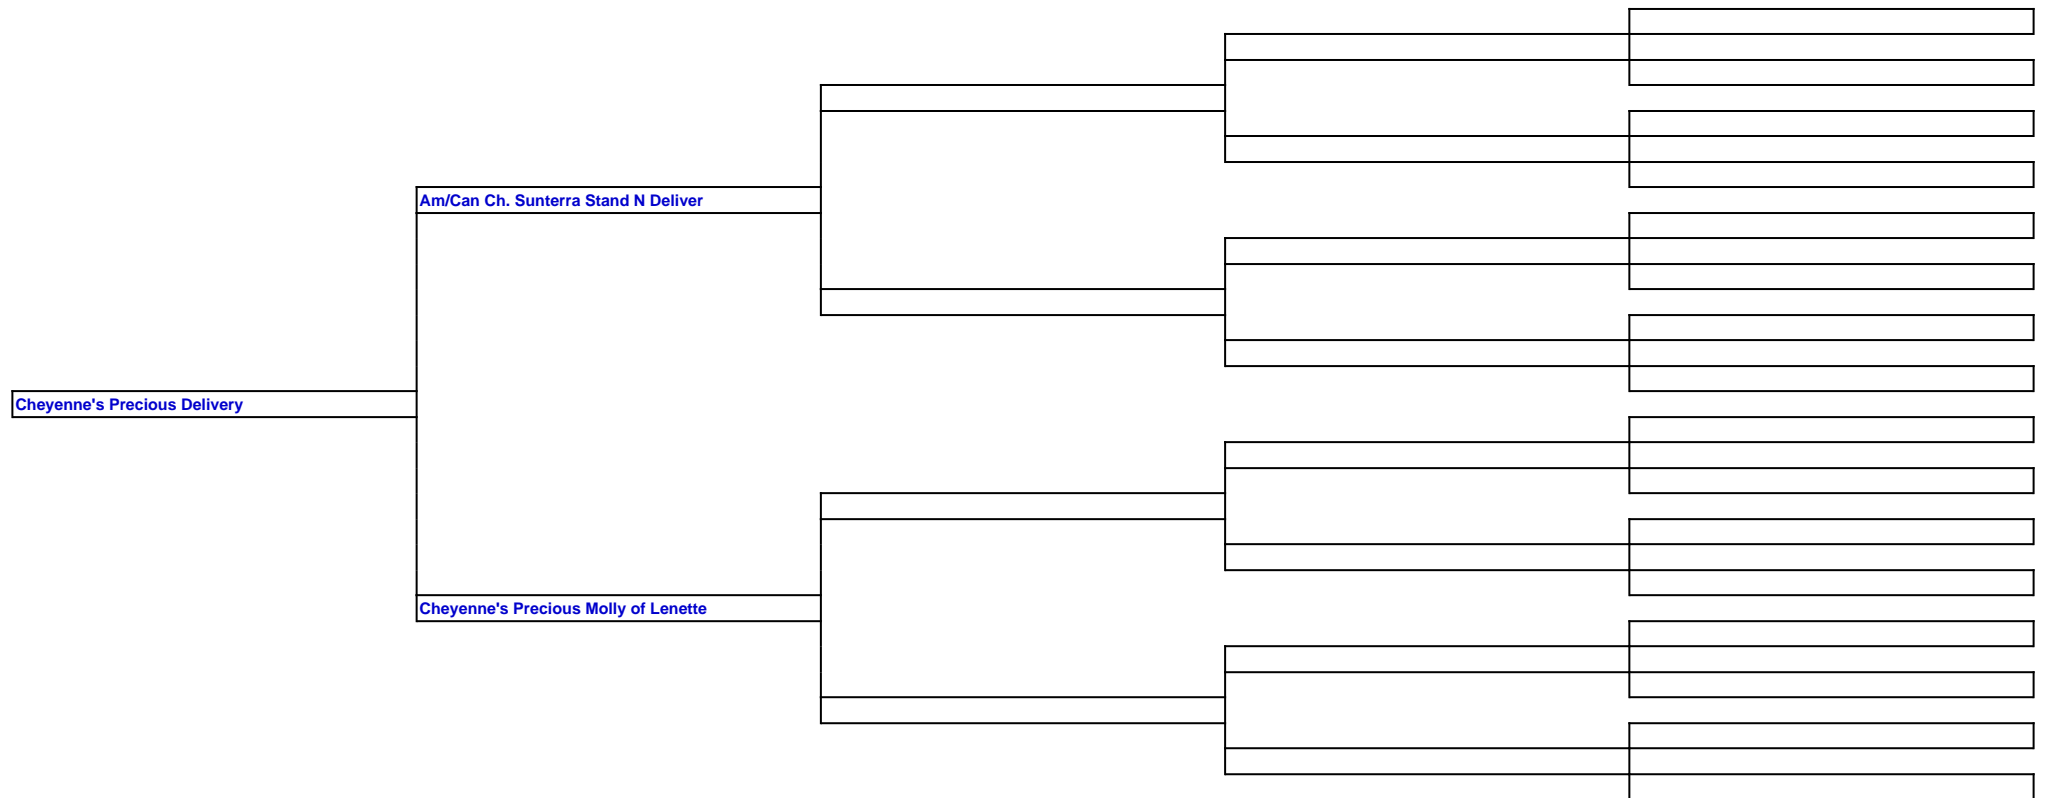 Am/Can Ch. Sunterra Stand N Deliver
Cheyenne's Precious Delivery
Cheyenne's Precious Molly of Lenette